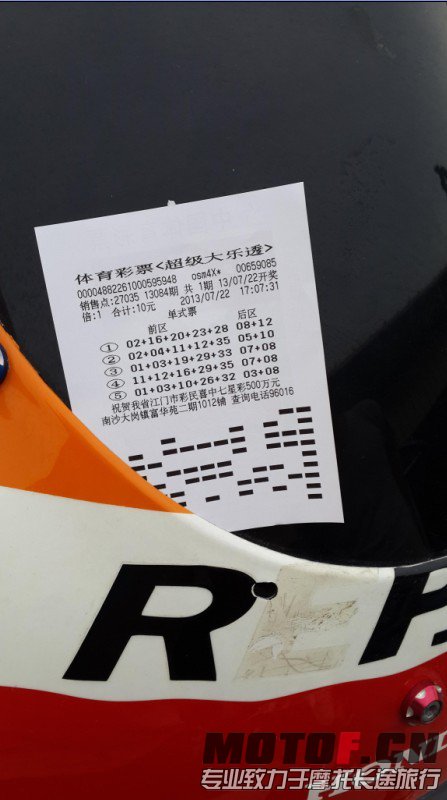 体育彩票<超级大乐透>
00004882261000595948 osm4X* 00659085
销售点:27035 13084期 共 1期 13/07/22开奖
倍:1 合计:10元 2013/07/22 17:07:31
单式票
前区 后区
① 02+16+20+23+28 08+12
② 02+04+11+12+35 05+10
③ 01+03+19+29+33 07+08
④ 11+12+16+29+35 07+08
⑤ 01+03+10+26+32 03+08
祝贺我省江门市彩民喜中七星彩500万元
南沙大岗镇富华苑二期1012铺 查询电话96016
REP
HOND
MOTOF.CN
专业致力于摩托长途旅行